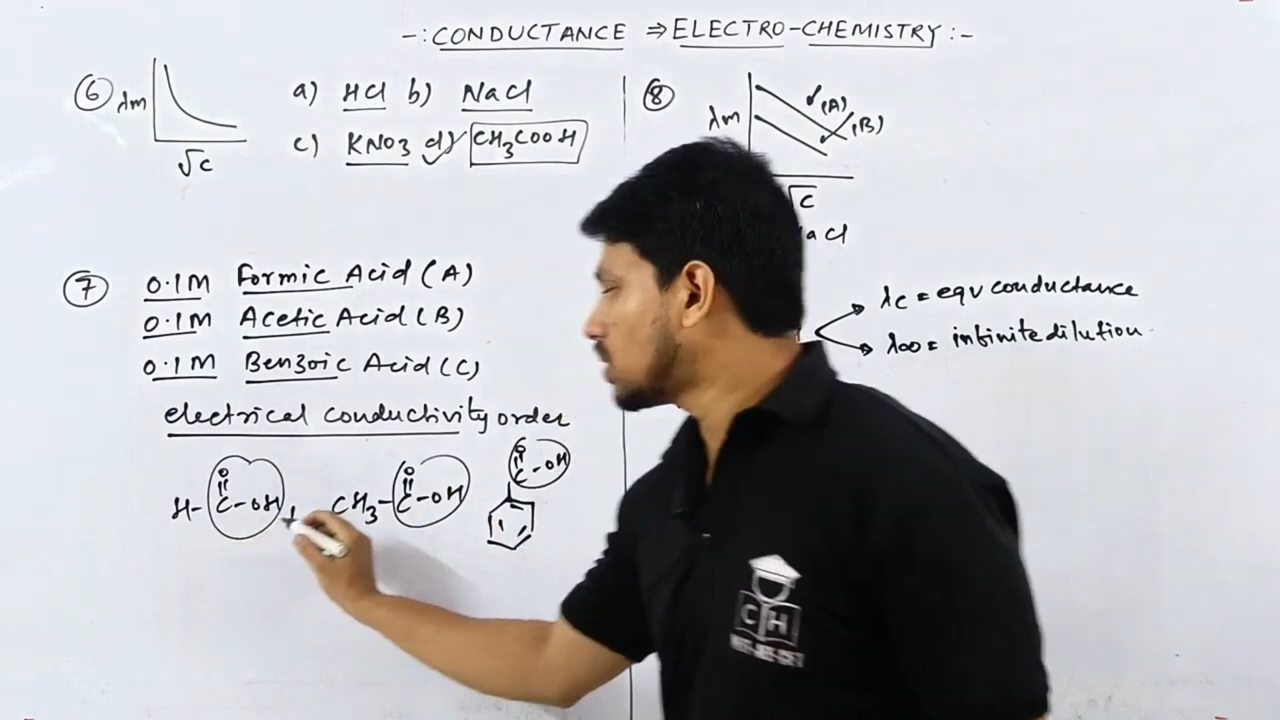 -: CONDUCTANCE ⇒ ELECTRO-CHEMISTRY :-
⑥ λm
√c
a) HCl b) NaCl
c) KNO3 d) CH3COOH
⑦ 0.1M Formic Acid (A)
0.1M Acetic Acid (B)
0.1M Benzoic Acid (C)
electrical conductivity order
O O O
H-C-OH, CH3-C-OH C-OH
⑧ λm (A)
(B)
√c
aCl
λc = eqv conductance
λ∞ = infinite dilution
C H